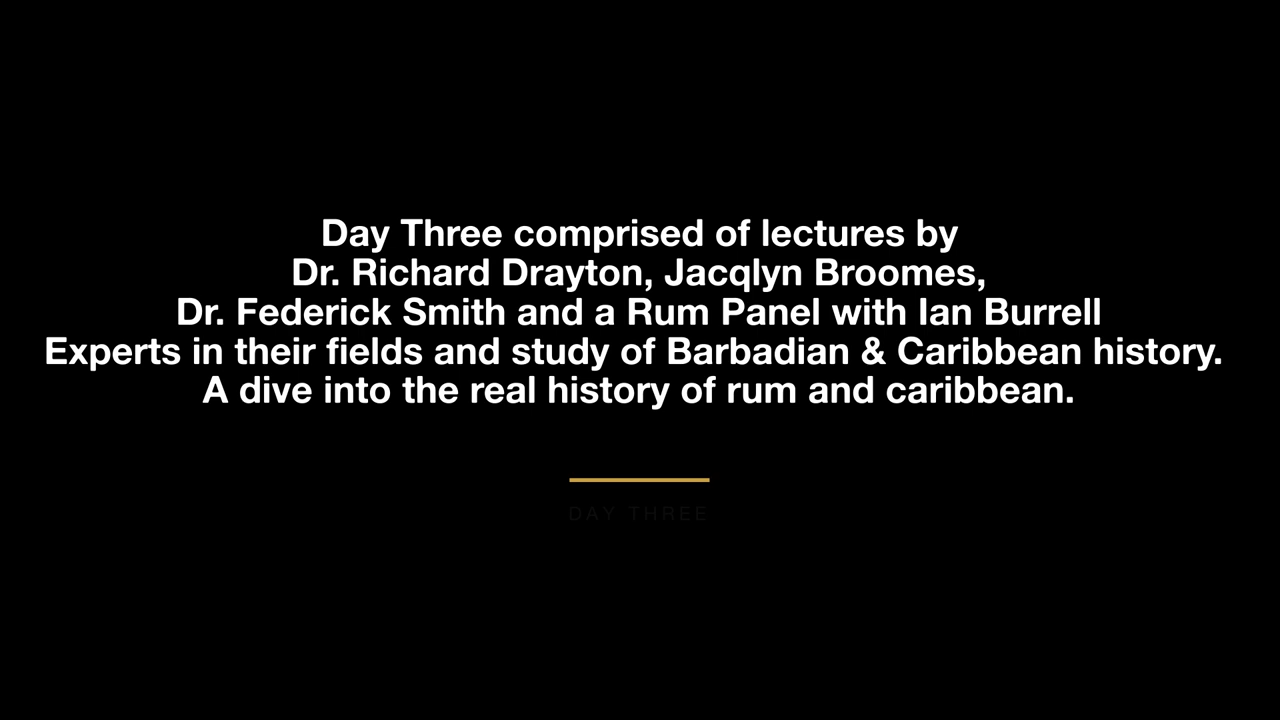 Day Three comprised of lectures by
Dr. Richard Drayton, Jacqlyn Broomes,
Dr. Federick Smith and a Rum Panel with Ian Burrell
Experts in their fields and study of Barbadian & Caribbean history.
A dive into the real history of rum and caribbean.
DAY THREE